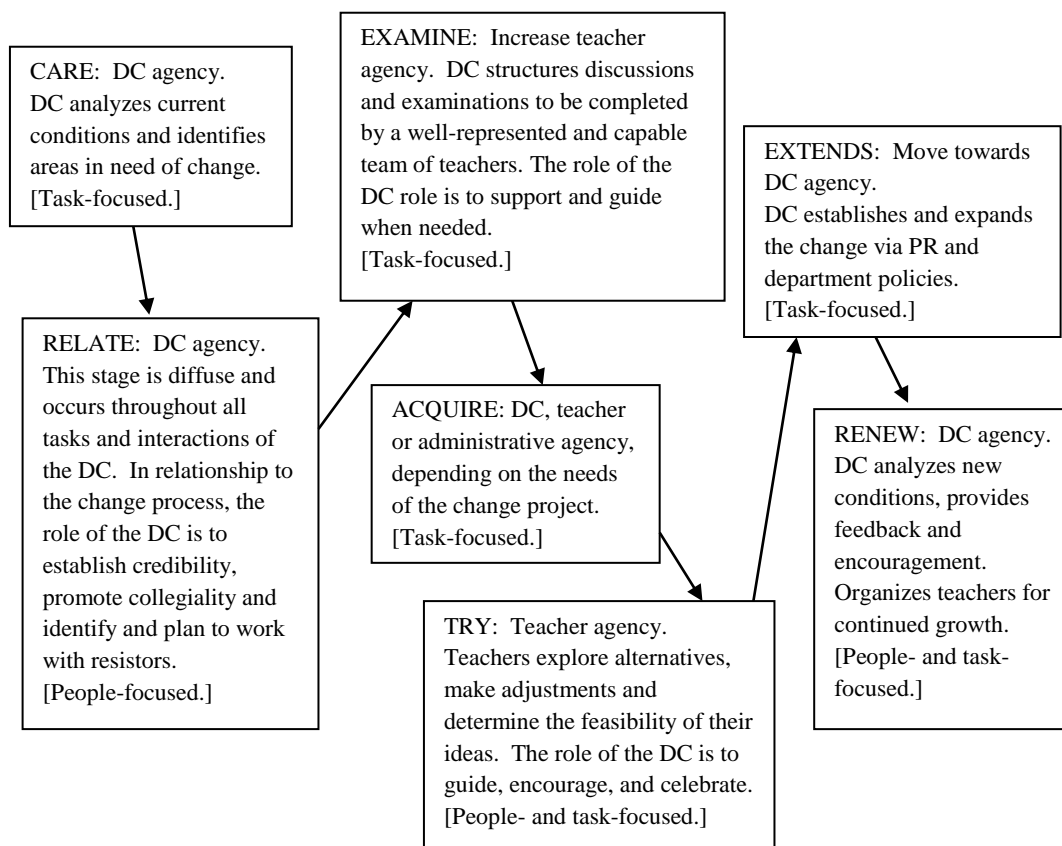 CARE:  DC agency.
DC analyzes current
conditions and identifies
areas in need of change.
[Task-focused.]
RELATE:  DC agency.
This stage is diffuse and
occurs throughout all
tasks and interactions of
the DC.  In relationship to
the change process, the
role of the DC is to
establish credibility,
promote collegiality and
identify and plan to work
with resistors.
[People-focused.]
EXAMINE:  Increase teacher
agency.  DC structures discussions
and examinations to be completed
by a well-represented and capable
team of teachers. The role of the
DC role is to support and guide
when needed.
[Task-focused.]
ACQUIRE: DC, teacher
or administrative agency,
depending on the needs
of the change project.
[Task-focused.]
TRY:  Teacher agency.
Teachers explore alternatives,
make adjustments and
determine the feasibility of their
ideas.  The role of the DC is to
guide, encourage, and celebrate.
[People- and task-focused.]
EXTENDS:  Move towards
DC agency.
DC establishes and expands
the change via PR and
department policies.
[Task-focused.]
RENEW:  DC agency.
DC analyzes new
conditions, provides
feedback and
encouragement.
Organizes teachers for
continued growth.
[People- and task-
focused.]